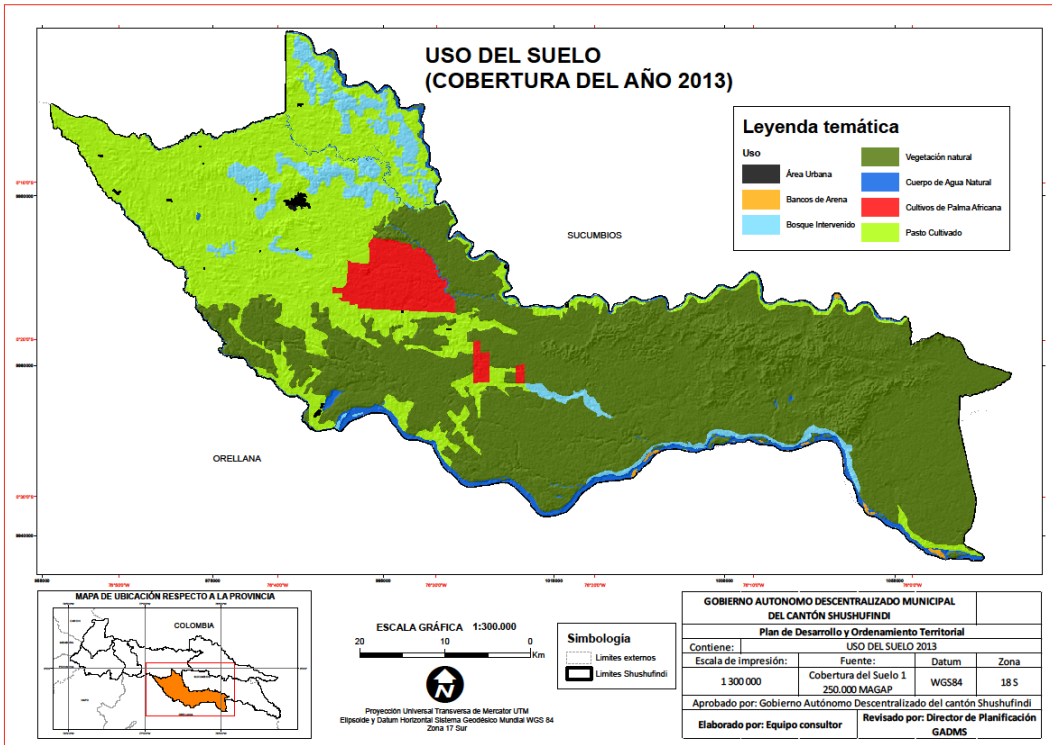 USO DEL SUELO
(COBERTURA DEL AÑO 2013)
Leyenda temática
Uso
Área Urbana
Bancos de Arena
Bosque Intervenido
Vegetación natural
Cuerpo de Agua Natural
Cultivos de Palma Africana
Pasto Cultivado
SUCUMBIOS
ORELLANA
MAPA DE UBICACIÓN RESPECTO A LA PROVINCIA
COLOMBIA
ESCALA GRÁFICA 1:300.000
20 10 0
Km
N
Proyección Universal Transversa de Mercator UTM
Elipsoide y Datum Horizontal Sistema Geodésico Mundial WGS 84
Zona 17 Sur
Simbología
Limites externos
Limites Shushufindi
GOBIERNO AUTONOMO DESCENTRALIZADO MUNICIPAL
DEL CANTÓN SHUSHUFINDI
Plan de Desarrollo y Ordenamiento Territorial
Contiene: USO DEL SUELO 2013
Escala de impresión: Fuente: Datum Zona
1 300 000 Cobertura del Suelo 1 WGS84 18 S
250.000 MAGAP
Aprobado por: Gobierno Autónomo Descentralizado del cantón Shushufindi
Elaborado por: Equipo consultor
Revisado por: Director de Planificación
GADMS